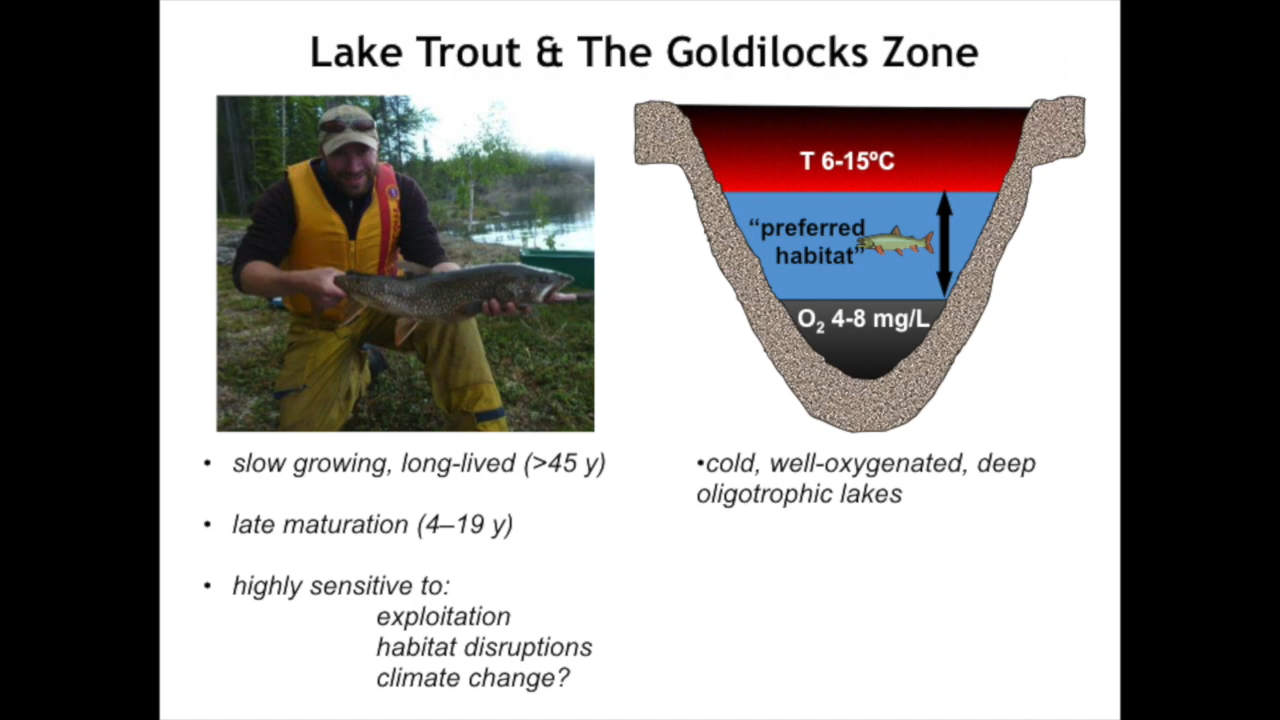 Lake Trout & The Goldilocks Zone
T 6-15ºC
“preferred
habitat”
O₂ 4-8 mg/L
• slow growing, long-lived (>45 y)
• late maturation (4–19 y)
• highly sensitive to:
exploitation
habitat disruptions
climate change?
•cold, well-oxygenated, deep
oligotrophic lakes